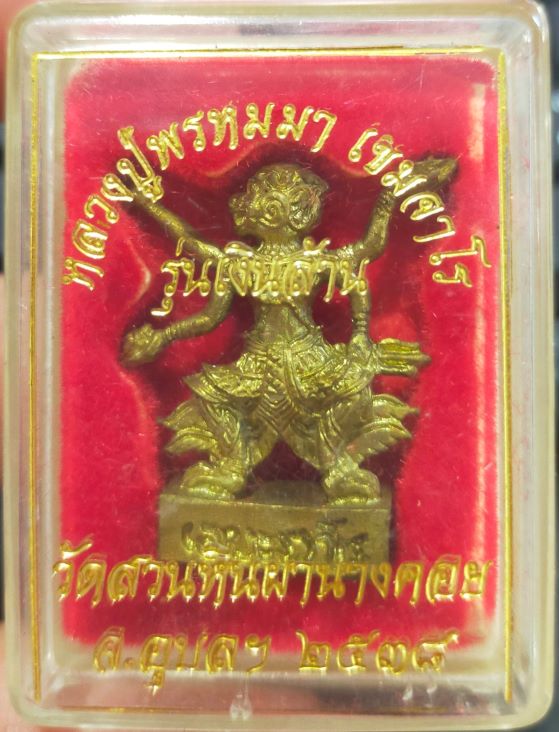 หลวงปู่พรหมมา เขมจาโร
รุ่นเงินล้าน
วัดสวนหินผานางคอย
จ.อุบลฯ ๒๕๓๘